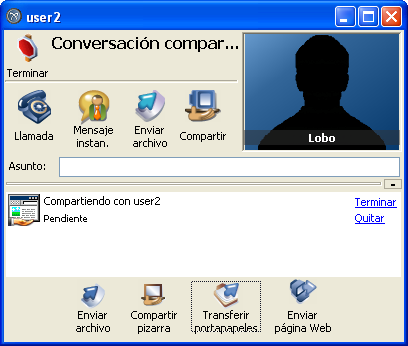 user2
Conversación compar...
Terminar
Lobo
Llamada
Mensaje
instan.
Enviar
archivo
Compartir
Asunto:
Compartiendo con user2
Terminar
Pendiente
Quitar
Enviar
archivo
Compartir
pizarra
Transferir
portapapeles
Enviar
página Web